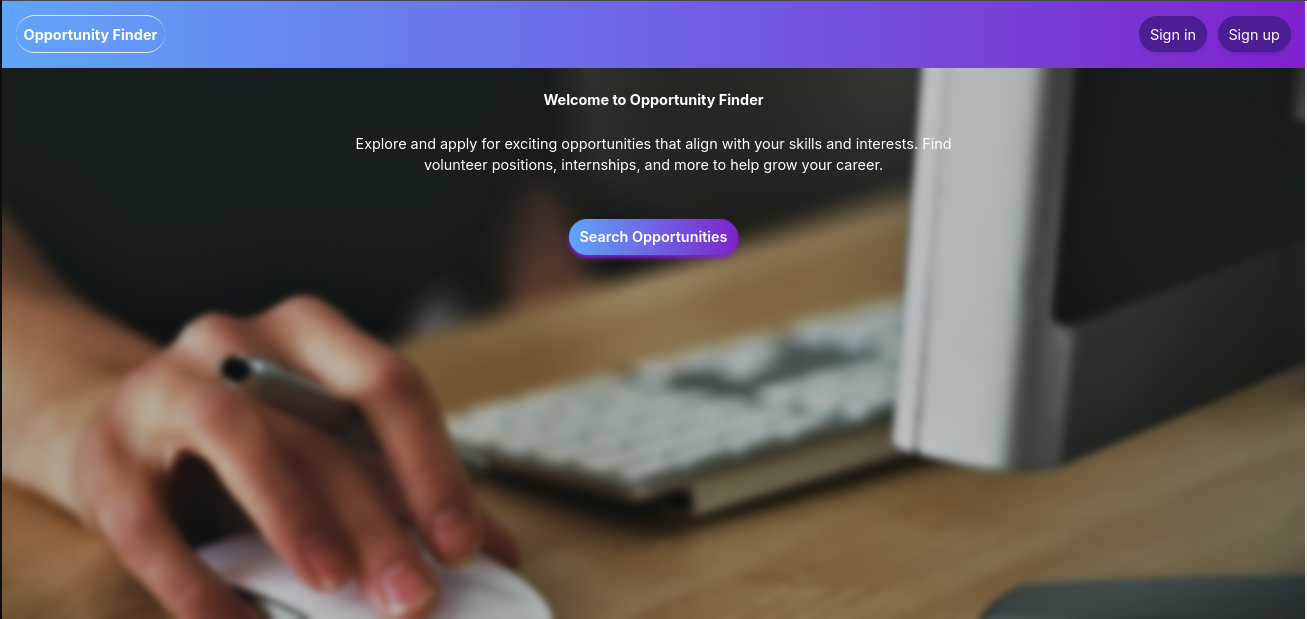 Opportunity Finder
Sign in
Sign up
Welcome to Opportunity Finder
Explore and apply for exciting opportunities that align with your skills and interests. Find
volunteer positions, internships, and more to help grow your career.
Search Opportunities